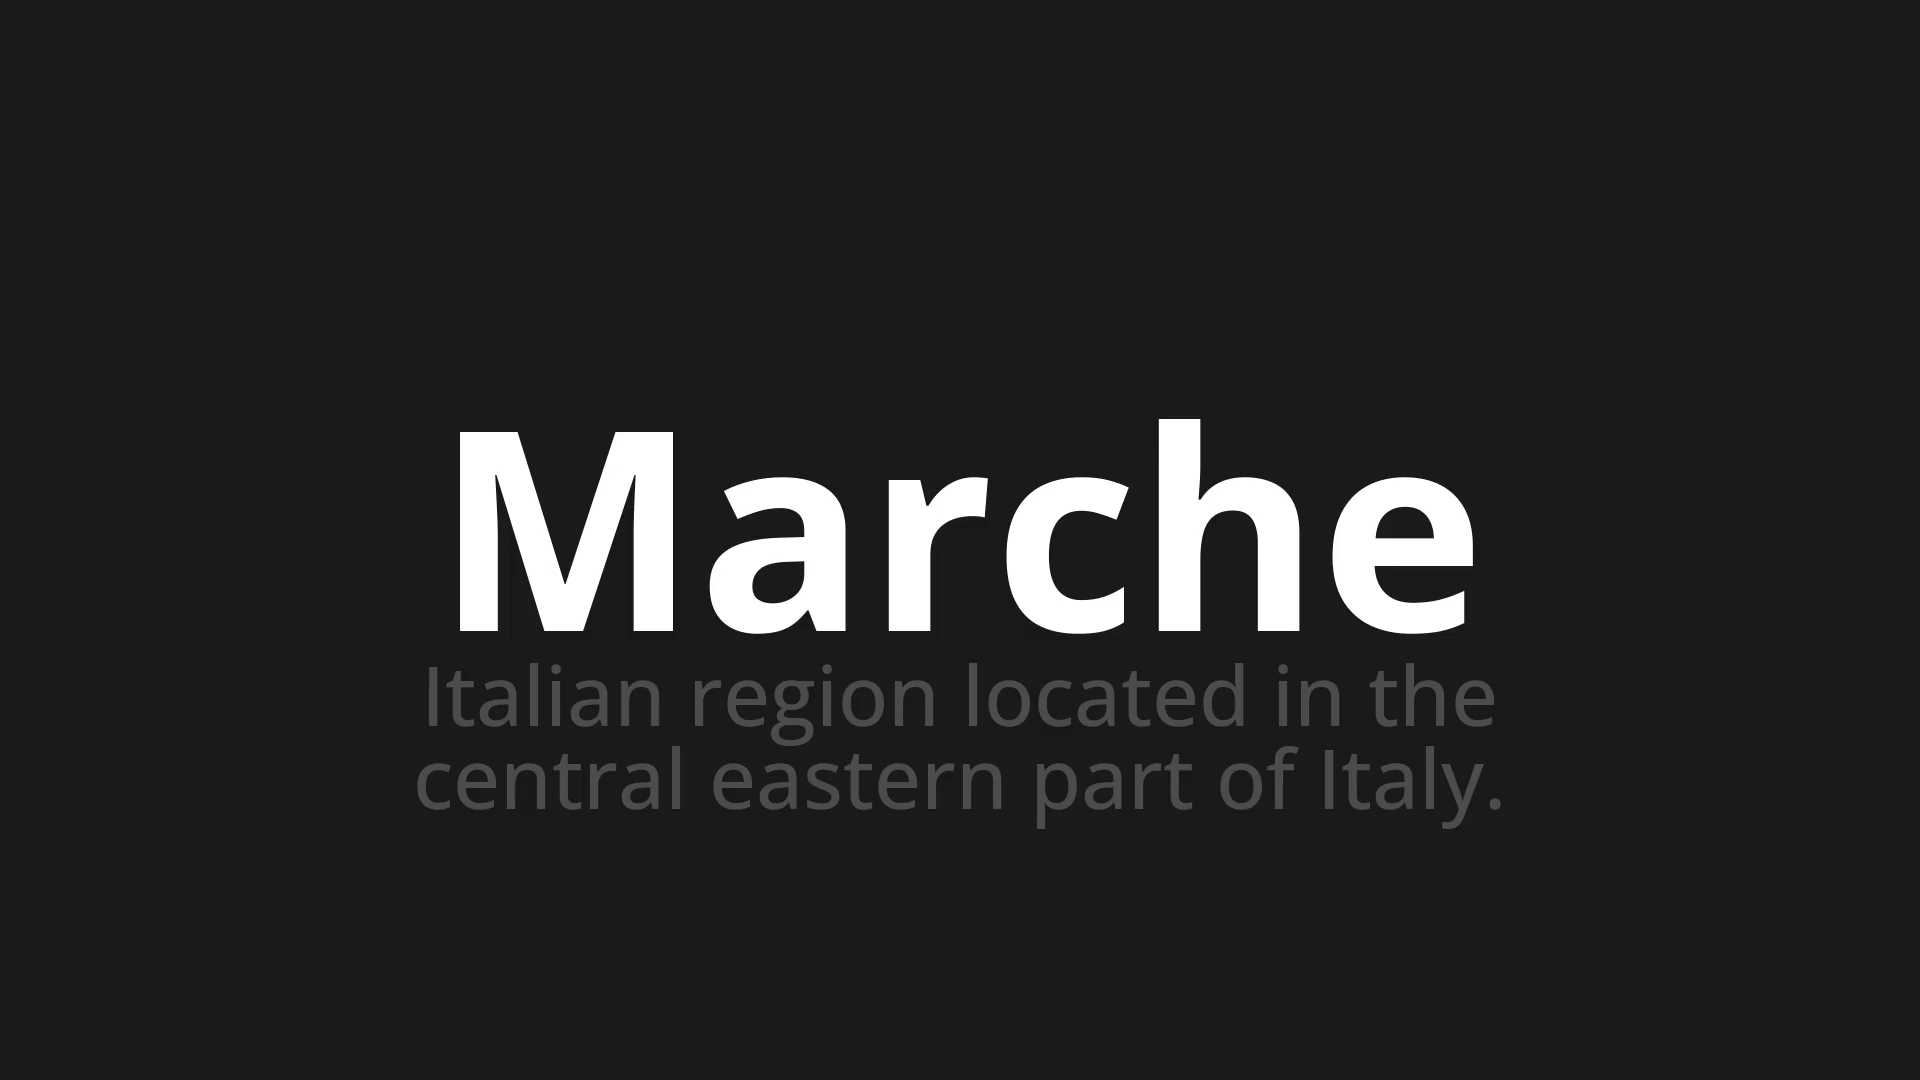 Marche
Italian region located in the
central eastern part of Italy.